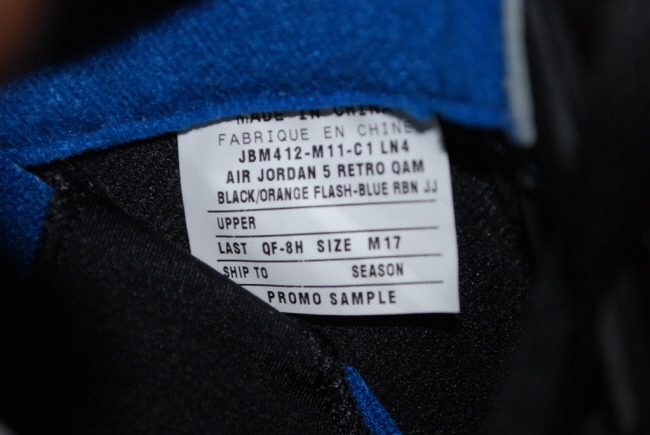 MADE IN CHINA
FABRIQUE EN CHINE
JBM412-M11-C1 LN4
AIR JORDAN 5 RETRO QAM
BLACK/ORANGE FLASH-BLUE RBN JJ
UPPER
LAST QF-8H SIZE M17
SHIP TO SEASON
PROMO SAMPLE